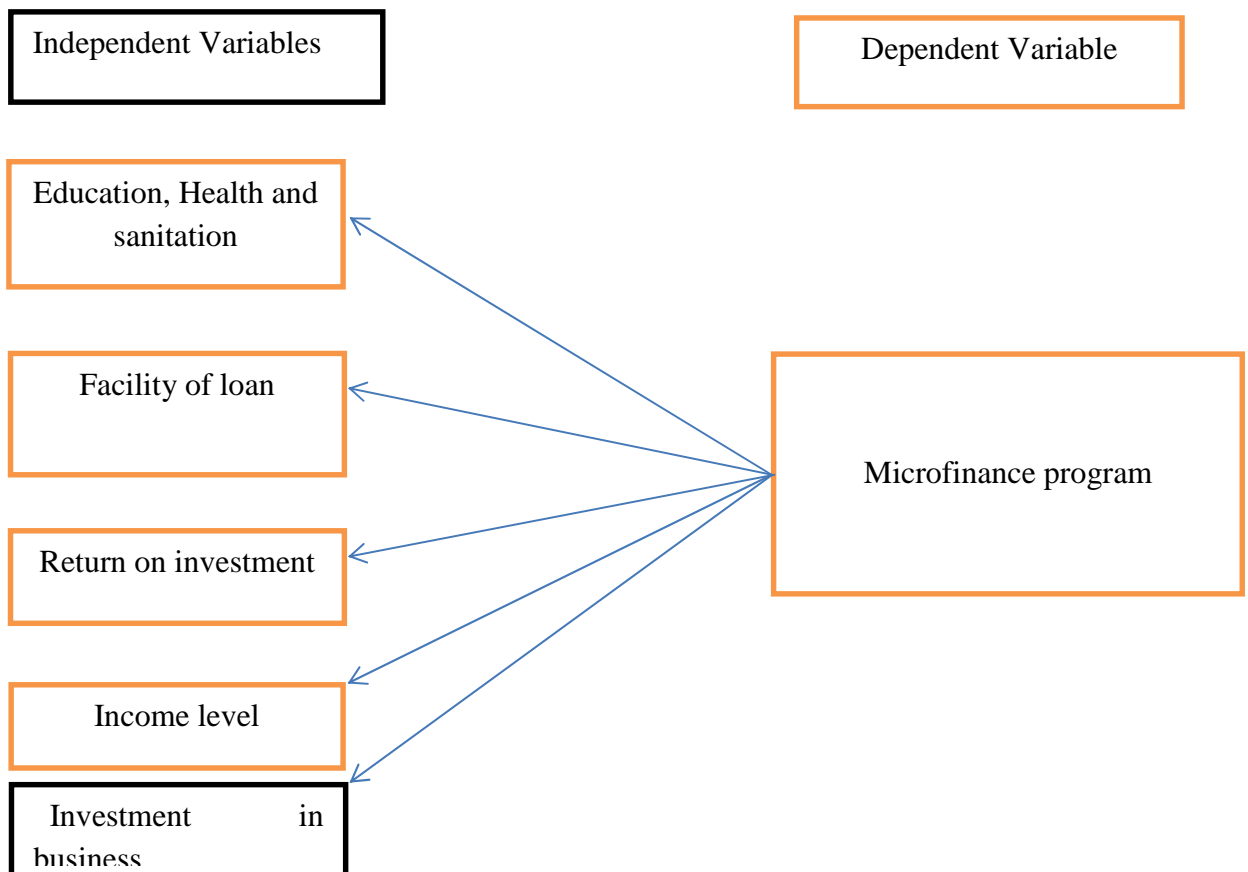 Independent Variables
Dependent Variable
Education, Health and
sanitation
Facility of loan
Microfinance program
Return on investment
Income level
Investment in
business